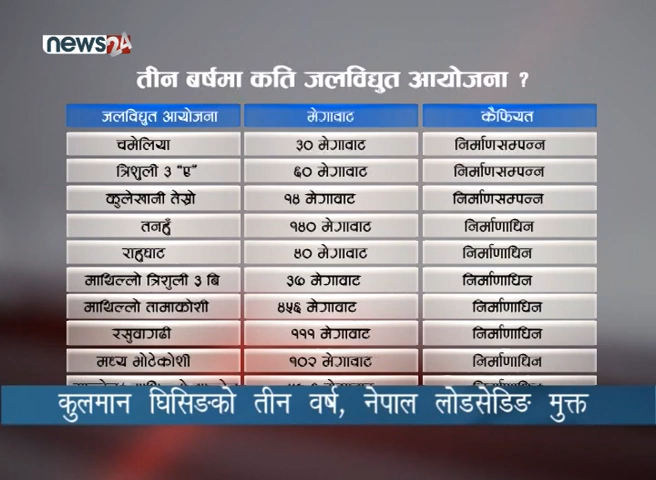 news24
तीन बर्षमा कति जलविद्युत आयोजना ?
जलविद्युत आयोजना मेगावाट कैफियत
चमेलिया ३० मेगावाट निर्माणसम्पन्न
त्रिशुली ३ "ए" ६० मेगावाट निर्माणसम्पन्न
कुलेखानी तेस्रो १४ मेगावाट निर्माणसम्पन्न
तनहुँ १४० मेगावाट निर्माणाधिन
राहुघाट ४० मेगावाट निर्माणाधिन
माथिल्लो त्रिशुली ३ बि ३७ मेगावाट निर्माणाधिन
माथिल्लो तामाकोशी ४५६ मेगावाट निर्माणाधिन
रसुवागढी १११ मेगावाट निर्माणाधिन
मध्य भोटेकोशी १०२ मेगावाट निर्माणाधिन
कुलमान घिसिङको तीन वर्ष, नेपाल लोडसेडिङ मुक्त